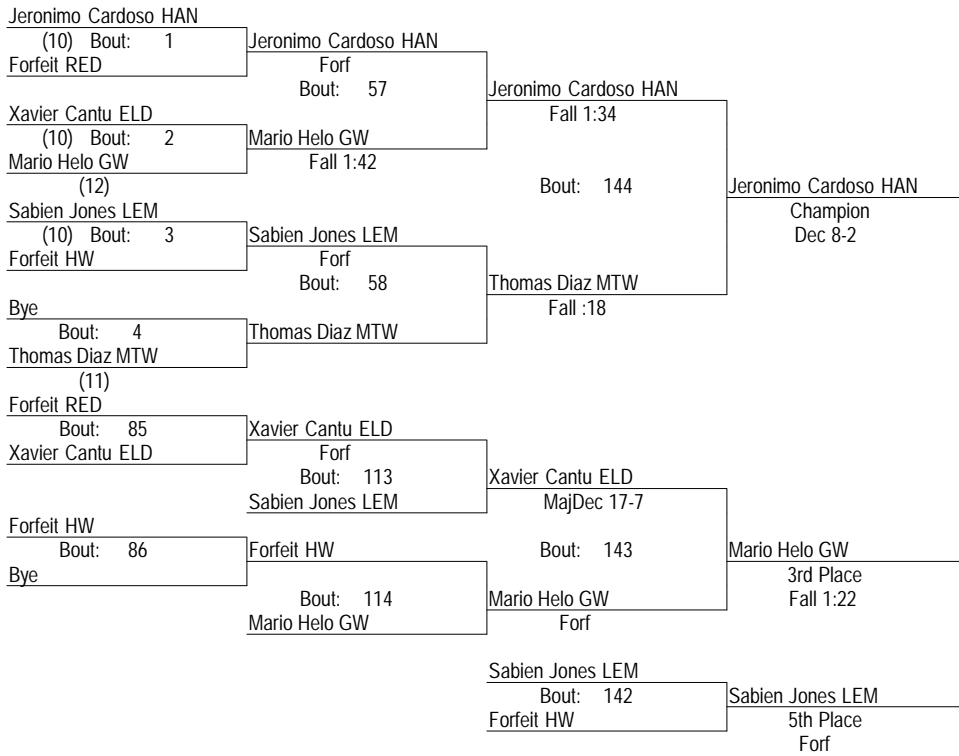 Jeronimo Cardoso HAN
(10) Bout: 1
Forfeit RED
Jeronimo Cardoso HAN
Forf
Bout: 57
Xavier Cantu ELD
(10) Bout: 2
Mario Helo GW
(12)
Mario Helo GW
Fall 1:42
Jeronimo Cardoso HAN
Fall 1:34
Bout: 144
Sabien Jones LEM
(10) Bout: 3
Forfeit HW
Sabien Jones LEM
Forf
Bout: 58
Bye
Bout: 4
Thomas Diaz MTW
(11)
Thomas Diaz MTW
Thomas Diaz MTW
Fall :18
Jeronimo Cardoso HAN
Champion
Dec 8-2
Forfeit RED
Bout: 85
Xavier Cantu ELD
Xavier Cantu ELD
Forf
Bout: 113
Sabien Jones LEM
Xavier Cantu ELD
MajDec 17-7
Bout: 143
Forfeit HW
Bout: 86
Bye
Forfeit HW
Bout: 114
Mario Helo GW
Mario Helo GW
Forf
Mario Helo GW
3rd Place
Fall 1:22
Sabien Jones LEM
Bout: 142
Forfeit HW
Sabien Jones LEM
5th Place
Forf